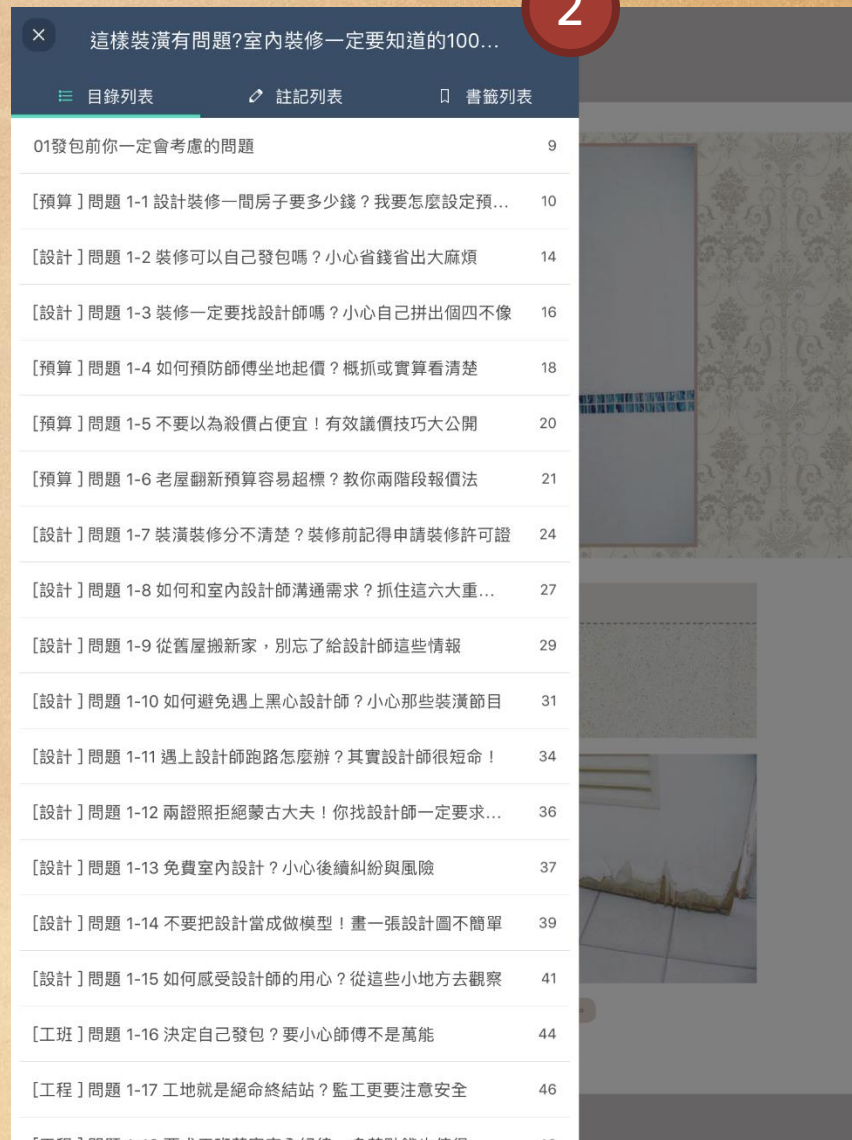 2
這樣裝潢有問題?室內裝修一定要知道的100...
目錄列表 註記列表 書籤列表
01發包前你一定會考慮的問題 9
[預算]問題 1-1 設計裝修一間房子要多少錢?我要怎麼設定預... 10
[設計]問題 1-2 裝修可以自己發包嗎?小心省錢省出大麻煩 14
[設計]問題 1-3 裝修一定要找設計師嗎?小心自己拼出個四不像 16
[預算]問題 1-4 如何預防師傅坐地起價?概抓或實算看清楚 18
[預算]問題 1-5 不要以為殺價占便宜!有效議價技巧大公開 20
[預算]問題 1-6 老屋翻新預算容易超標?教你兩階段報價法 21
[設計]問題 1-7 裝潢裝修分不清楚?裝修前記得申請裝修許可證 24
[設計]問題 1-8 如何和室內設計師溝通需求?抓住這六大重... 27
[設計]問題 1-9 從舊屋搬新家,別忘了給設計師這些情報 29
[設計]問題 1-10 如何避免遇上黑心設計師?小心那些裝潢節目 31
[設計]問題 1-11 遇上設計師跑路怎麼辦?其實設計師很短命! 34
[設計]問題 1-12 兩證照拒絕蒙古大夫!你找設計師一定要求... 36
[設計]問題 1-13 免費室內設計?小心後續糾紛與風險 37
[設計]問題 1-14 不要把設計當成做模型!畫一張設計圖不簡單 39
[設計]問題 1-15 如何感受設計師的用心?從這些小地方去觀察 41
[工班]問題 1-16 決定自己發包?要小心師傅不是萬能 44
[工程]問題 1-17 工地就是絕命終結站?監工更要注意安全 46